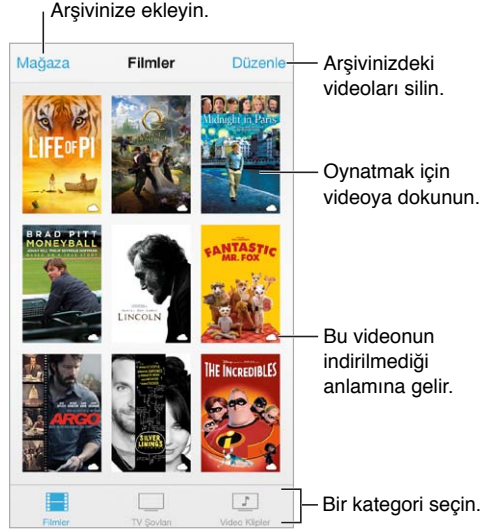 Arşivinize ekleyin.
Mağaza
Filmler
Düzenle
Arşivinizdeki
videoları silin.
LIFE OF PI
Midnight in Paris
Oynatmak için
videoya dokunun.
BRAD PITT
MONEYBALL
LINCOLN
FANTASTIC
MR. FOX
Bu videonun
indirilmediği
anlamına gelir.
ARGO
SILVER
LININGS
THE INCREDIBLES
Filmler
TV Şovları
Video Klipler
Bir kategori seçin.